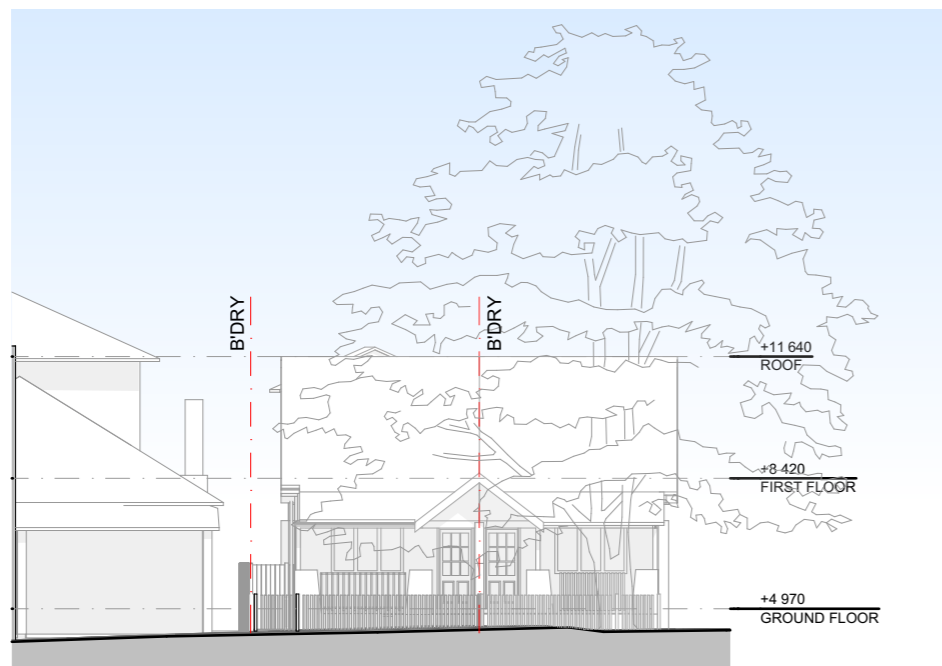 B'DRY
B'DRY
+11 640
ROOF
+8 420
FIRST FLOOR
+4 970
GROUND FLOOR